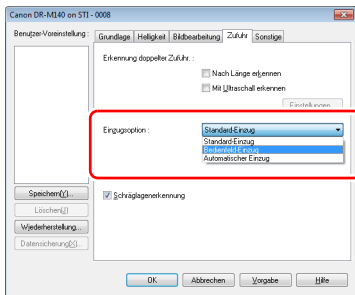 Canon DR-M140 on STI - 0008
Benutzer-Voreinstellung :
Grundlage Helligkeit Bildbearbeitung Zufuhr Sonstige
Erkennung doppelter Zufuhr. :
Nach Länge erkennen
Mit Ultraschall erkennen
Einstellungen
Einzugsoption :
Standard-Einzug
Standard-Einzug
Bedienfeld-Einzug
Automatischer Einzug
Schräglagenerkennung
Speichern(Y)...
Löschen(J)
Wiederherstellung...
Datensicherung(X)...
OK Abbrechen Vorgabe Hilfe